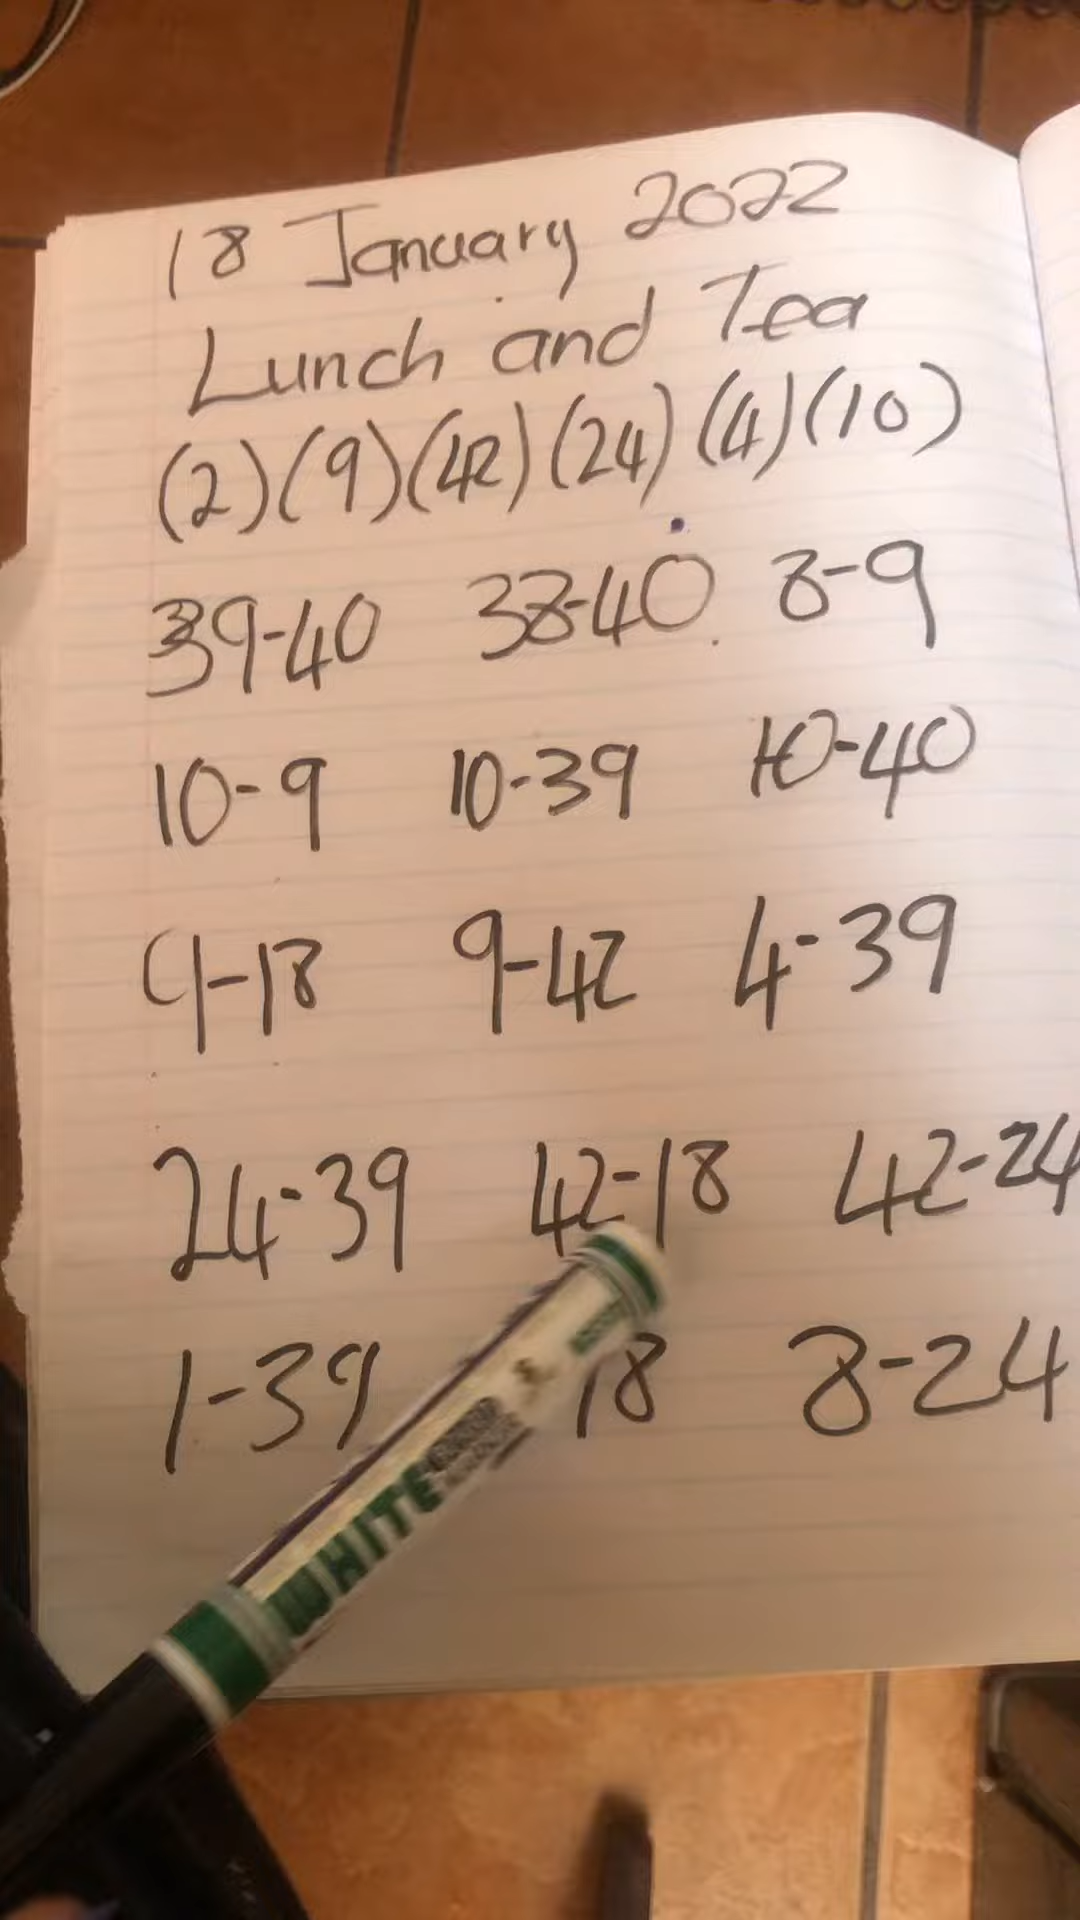 18 January 2022
Lunch and Tea
(2)(9)(42)(24)(4)(10)
39-40 38-40 8-9
10-9 10-39 10-40
9-18 9-42 4-39
24-39 42-18 42-24
1-39 18 8-24
WHITE